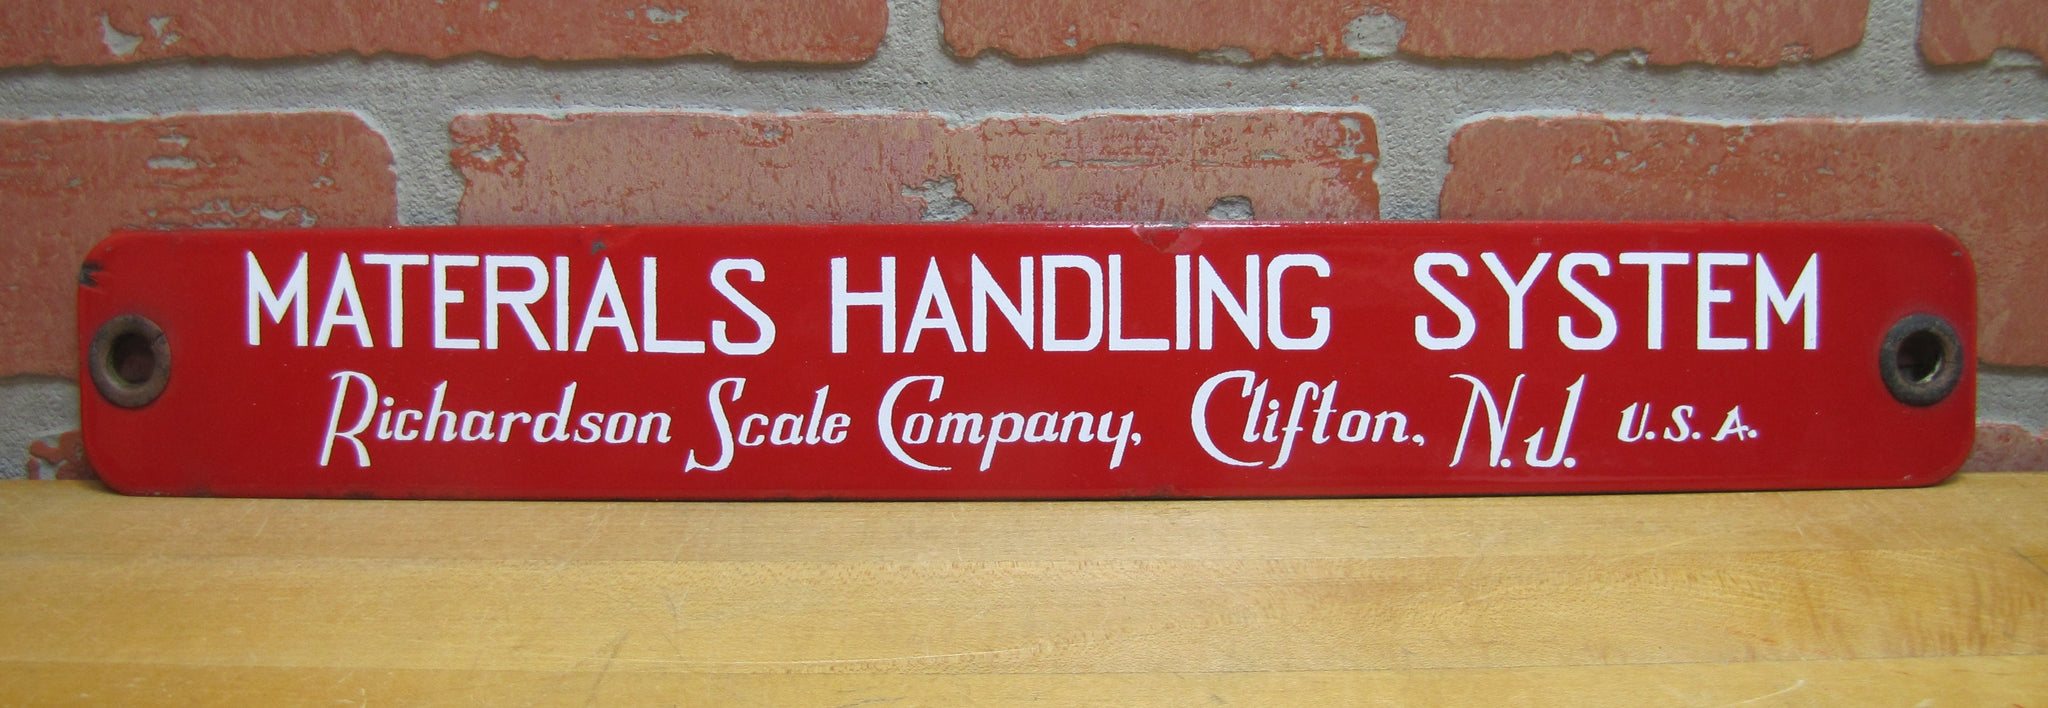 MATERIALS HANDLING SYSTEM
Richardson Scale Company, Clifton, N.J. U.S.A.